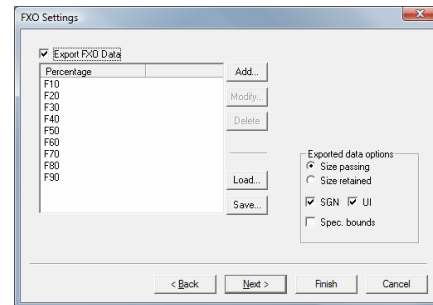 FXO Settings
Export FXO Data
Percentage
F10
F20
F30
F40
F50
F60
F70
F80
F90
Add...
Modify...
Delete
Load...
Save...
Exported data options
Size passing
Size retained
SGN UI
Spec. bounds
< Back Next > Finish Cancel